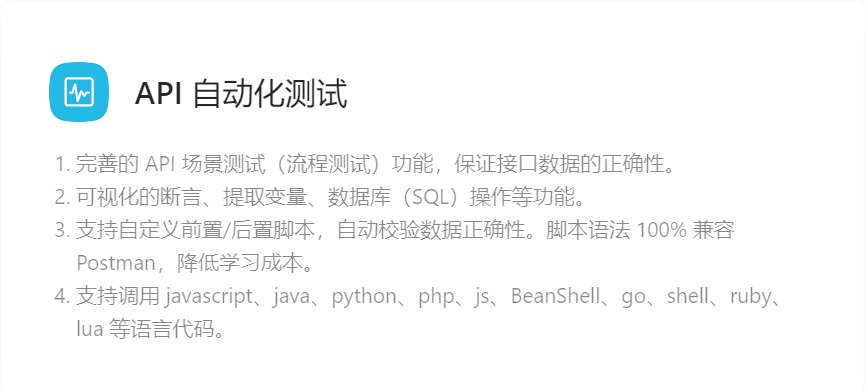 API 自动化测试
1. 完善的 API 场景测试（流程测试）功能，保证接口数据的正确性。
2. 可视化的断言、提取变量、数据库（SQL）操作等功能。
3. 支持自定义前置/后置脚本，自动校验数据正确性。脚本语法 100% 兼容
Postman，降低学习成本。
4. 支持调用 javascript、java、python、php、js、BeanShell、go、shell、ruby、
lua 等语言代码。